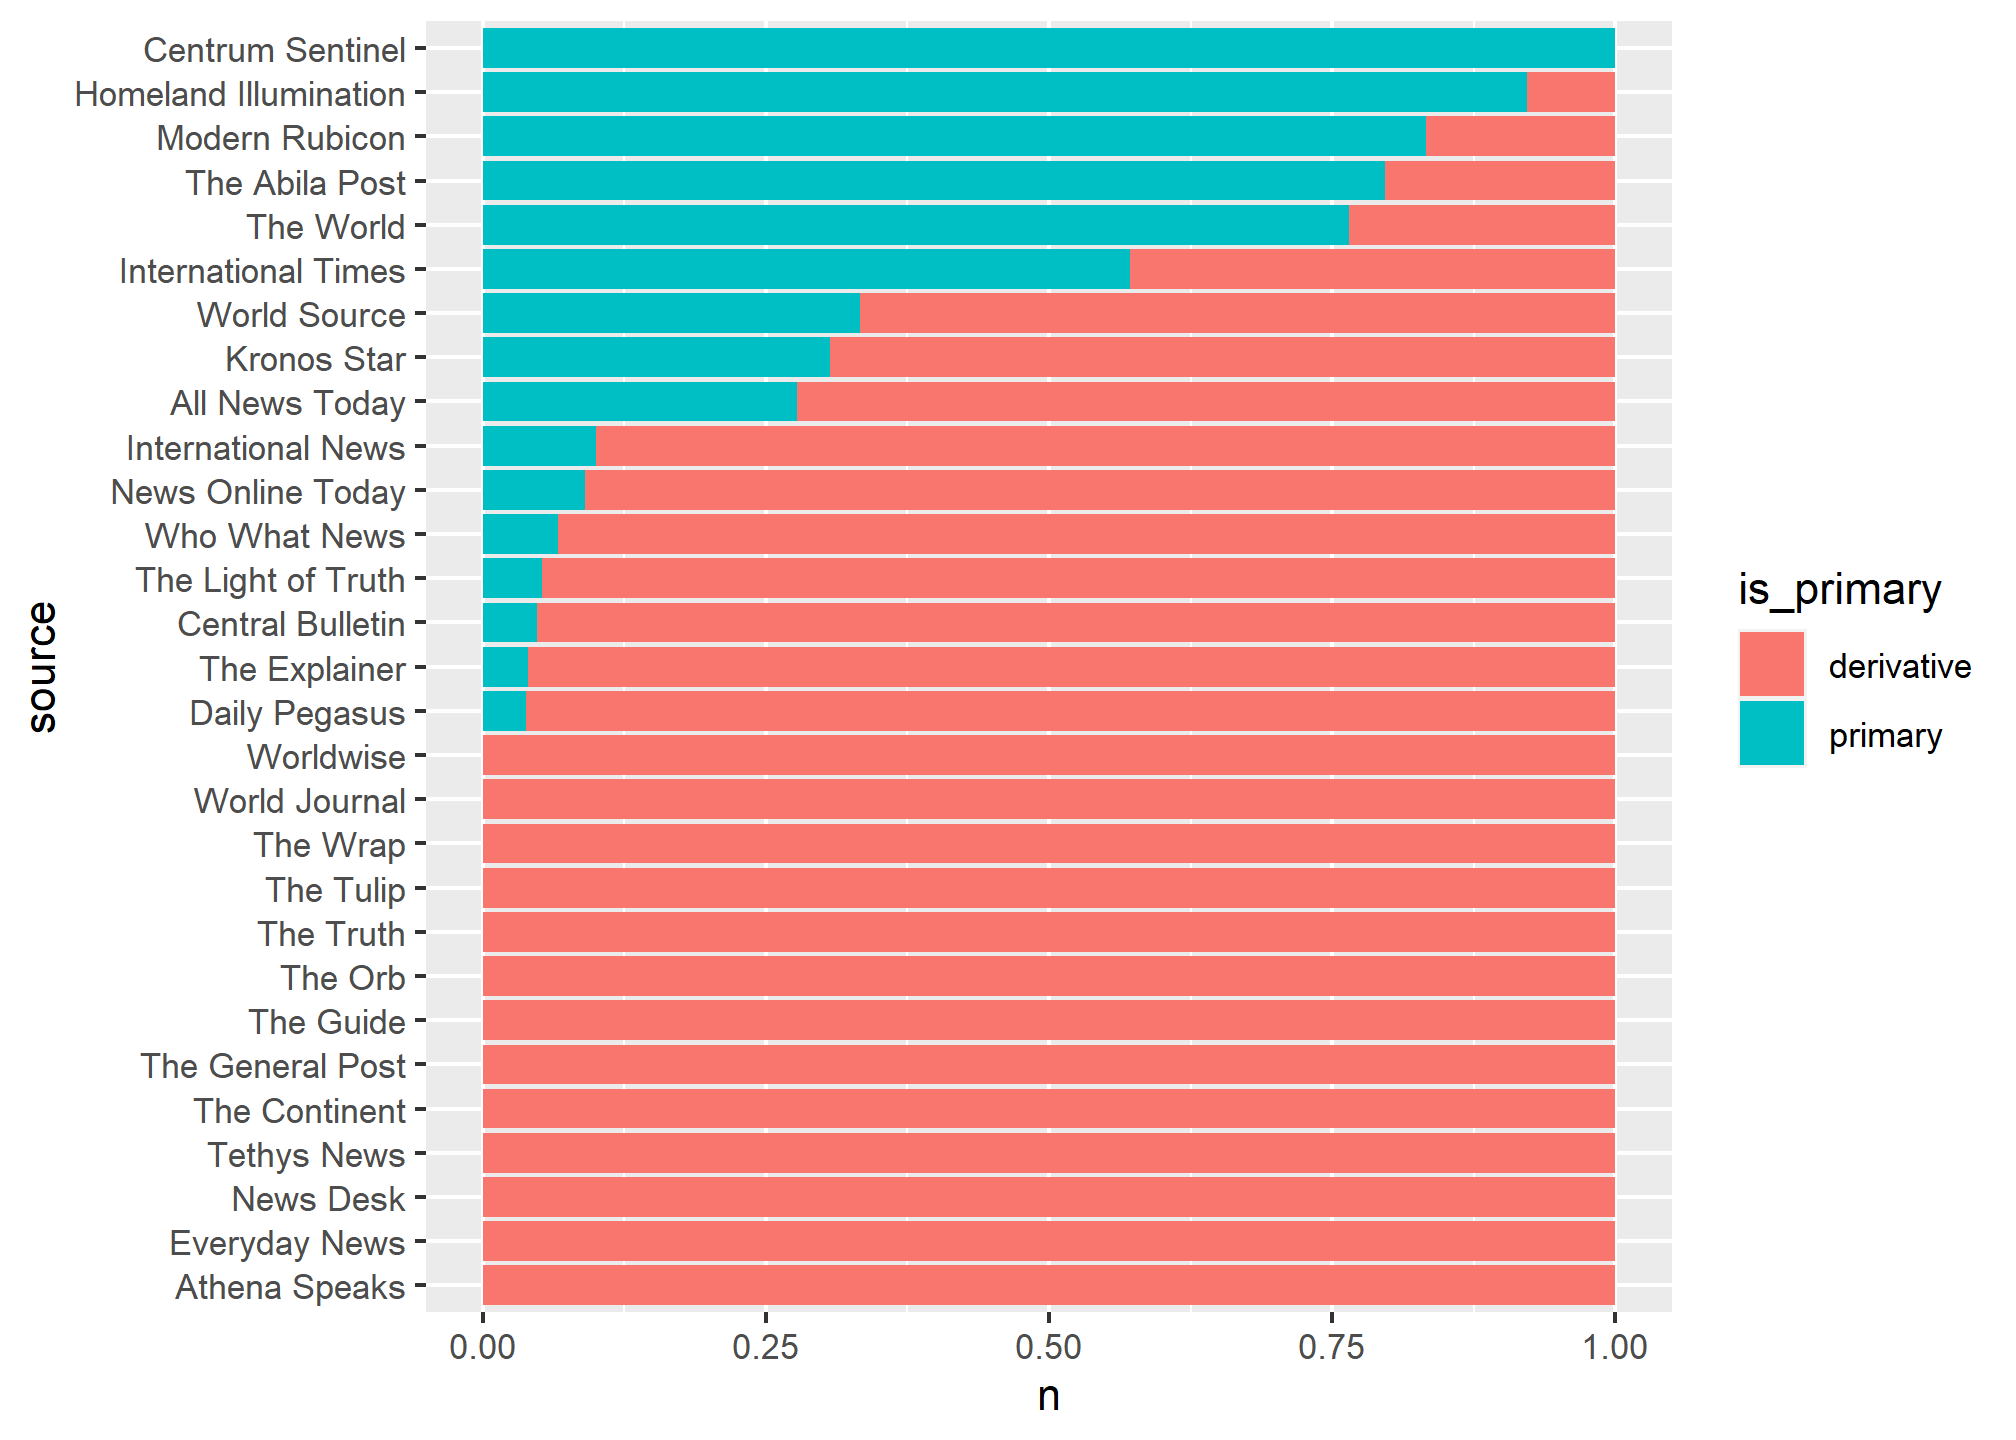 Centrum Sentinel
Homeland Illumination
Modern Rubicon
The Abila Post
The World
International Times
World Source
Kronos Star
All News Today
International News
News Online Today
Who What News
The Light of Truth
Central Bulletin
The Explainer
Daily Pegasus
Worldwise
World Journal
The Wrap
The Tulip
The Truth
The Orb
The Guide
The General Post
The Continent
Tethys News
News Desk
Everyday News
Athena Speaks
source
0.00 0.25 0.50 0.75 1.00
n
is_primary
derivative
primary